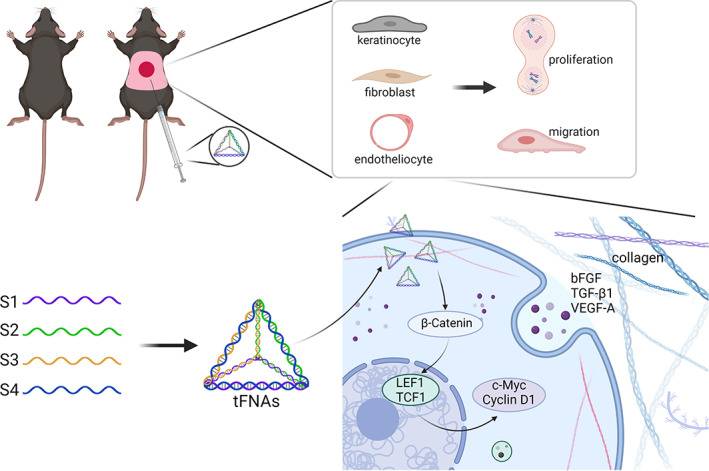 keratinocyte
fibroblast
endotheliocyte
proliferation
migration
S1
S2
S3
S4
tFNAs
β-Catenin
LEF1
TCF1
c-Myc
Cyclin D1
bFGF
TGF-β1
VEGF-A
collagen